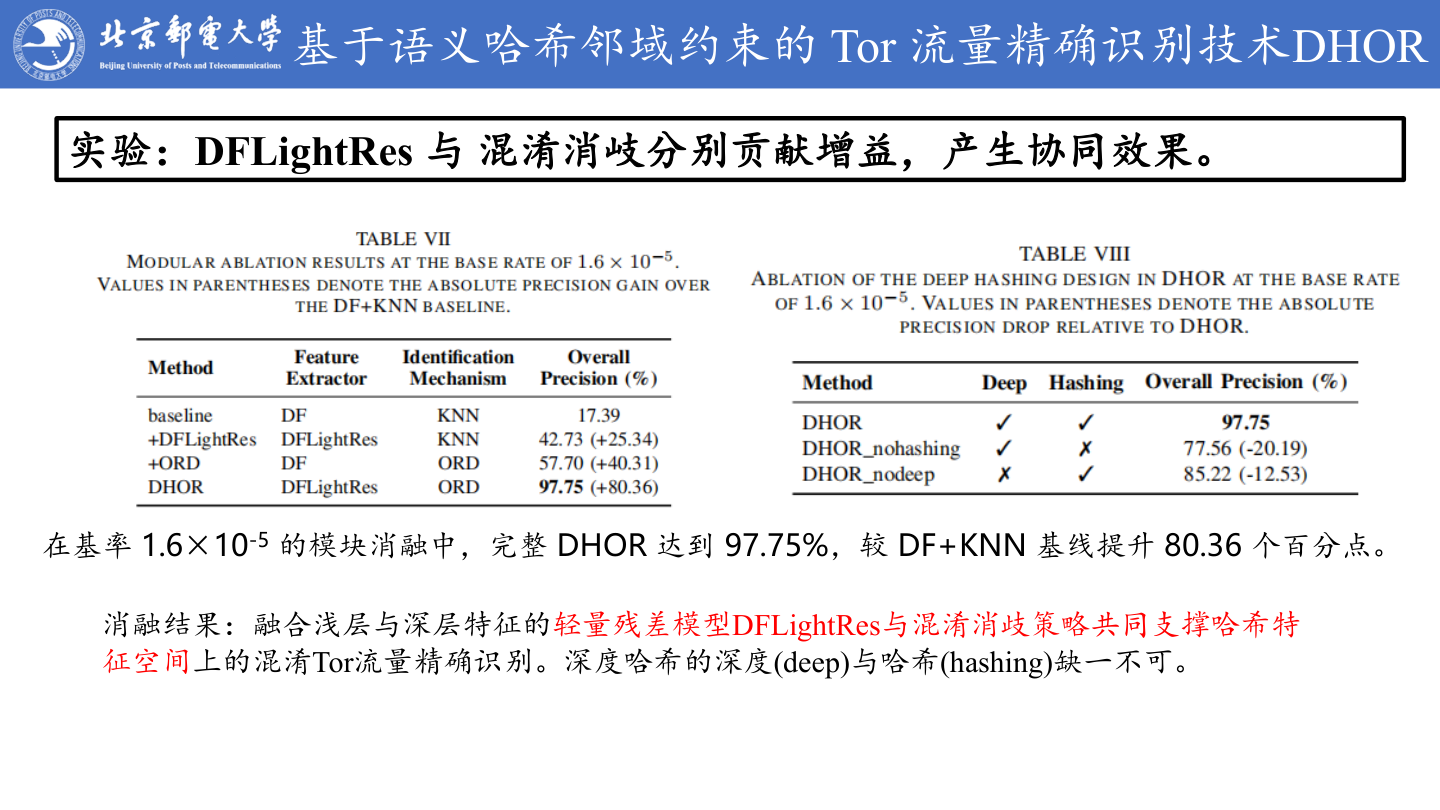 北京郵電大學
Beijing University of Posts and Telecommunications
基于语义哈希邻域约束的 Tor 流量精确识别技术DHOR
实验：DFLightRes 与 混淆消歧分别贡献增益，产生协同效果。
TABLE VII
MODULAR ABLATION RESULTS AT THE BASE RATE OF 1.6 × 10⁻⁵.
VALUES IN PARENTHESES DENOTE THE ABSOLUTE PRECISION GAIN OVER
THE DF+KNN BASELINE.
Method Feature Extractor Identification Mechanism Overall Precision (%)
baseline DF KNN 17.39
+DFLightRes DFLightRes KNN 42.73 (+25.34)
+ORD DF ORD 57.70 (+40.31)
DHOR DFLightRes ORD 97.75 (+80.36)
TABLE VIII
ABLATION OF THE DEEP HASHING DESIGN IN DHOR AT THE BASE RATE
OF 1.6 × 10⁻⁵. VALUES IN PARENTHESES DENOTE THE ABSOLUTE
PRECISION DROP RELATIVE TO DHOR.
Method Deep Hashing Overall Precision (%)
DHOR ✓ ✓ 97.75
DHOR_nohashing ✓ ✗ 77.56 (-20.19)
DHOR_nodeep ✗ ✓ 85.22 (-12.53)
在基率 1.6×10⁻⁵ 的模块消融中，完整 DHOR 达到 97.75%，较 DF+KNN 基线提升 80.36 个百分点。
消融结果：融合浅层与深层特征的轻量残差模型DFLightRes与混淆消歧策略共同支撑哈希特
征空间上的混淆Tor流量精确识别。深度哈希的深度(deep)与哈希(hashing)缺一不可。